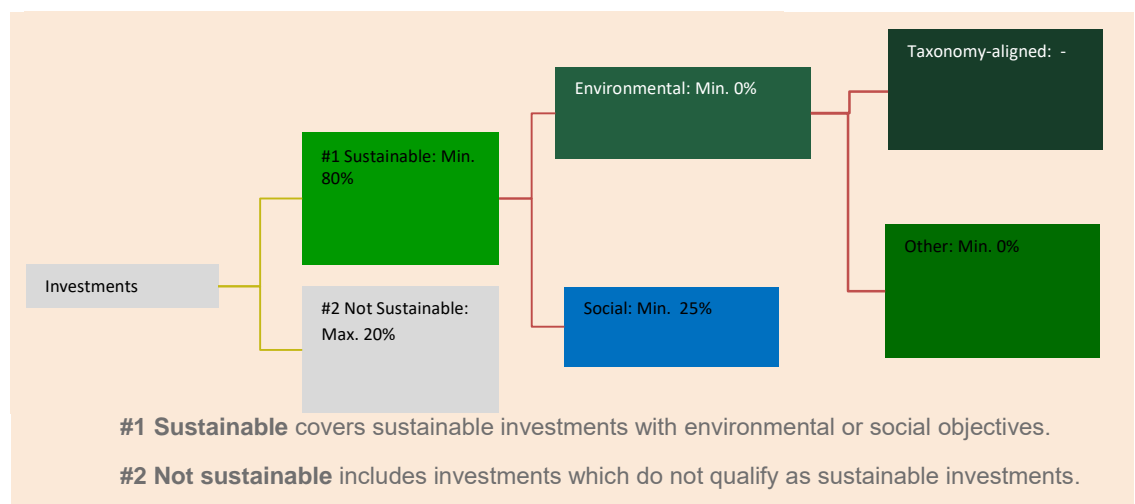 Taxonomy-aligned: -
Environmental: Min. 0%
#1 Sustainable: Min.
80%
Other: Min. 0%
Investments
#2 Not Sustainable:
Max. 20%
Social: Min. 25%
#1 Sustainable covers sustainable investments with environmental or social objectives.
#2 Not sustainable includes investments which do not qualify as sustainable investments.